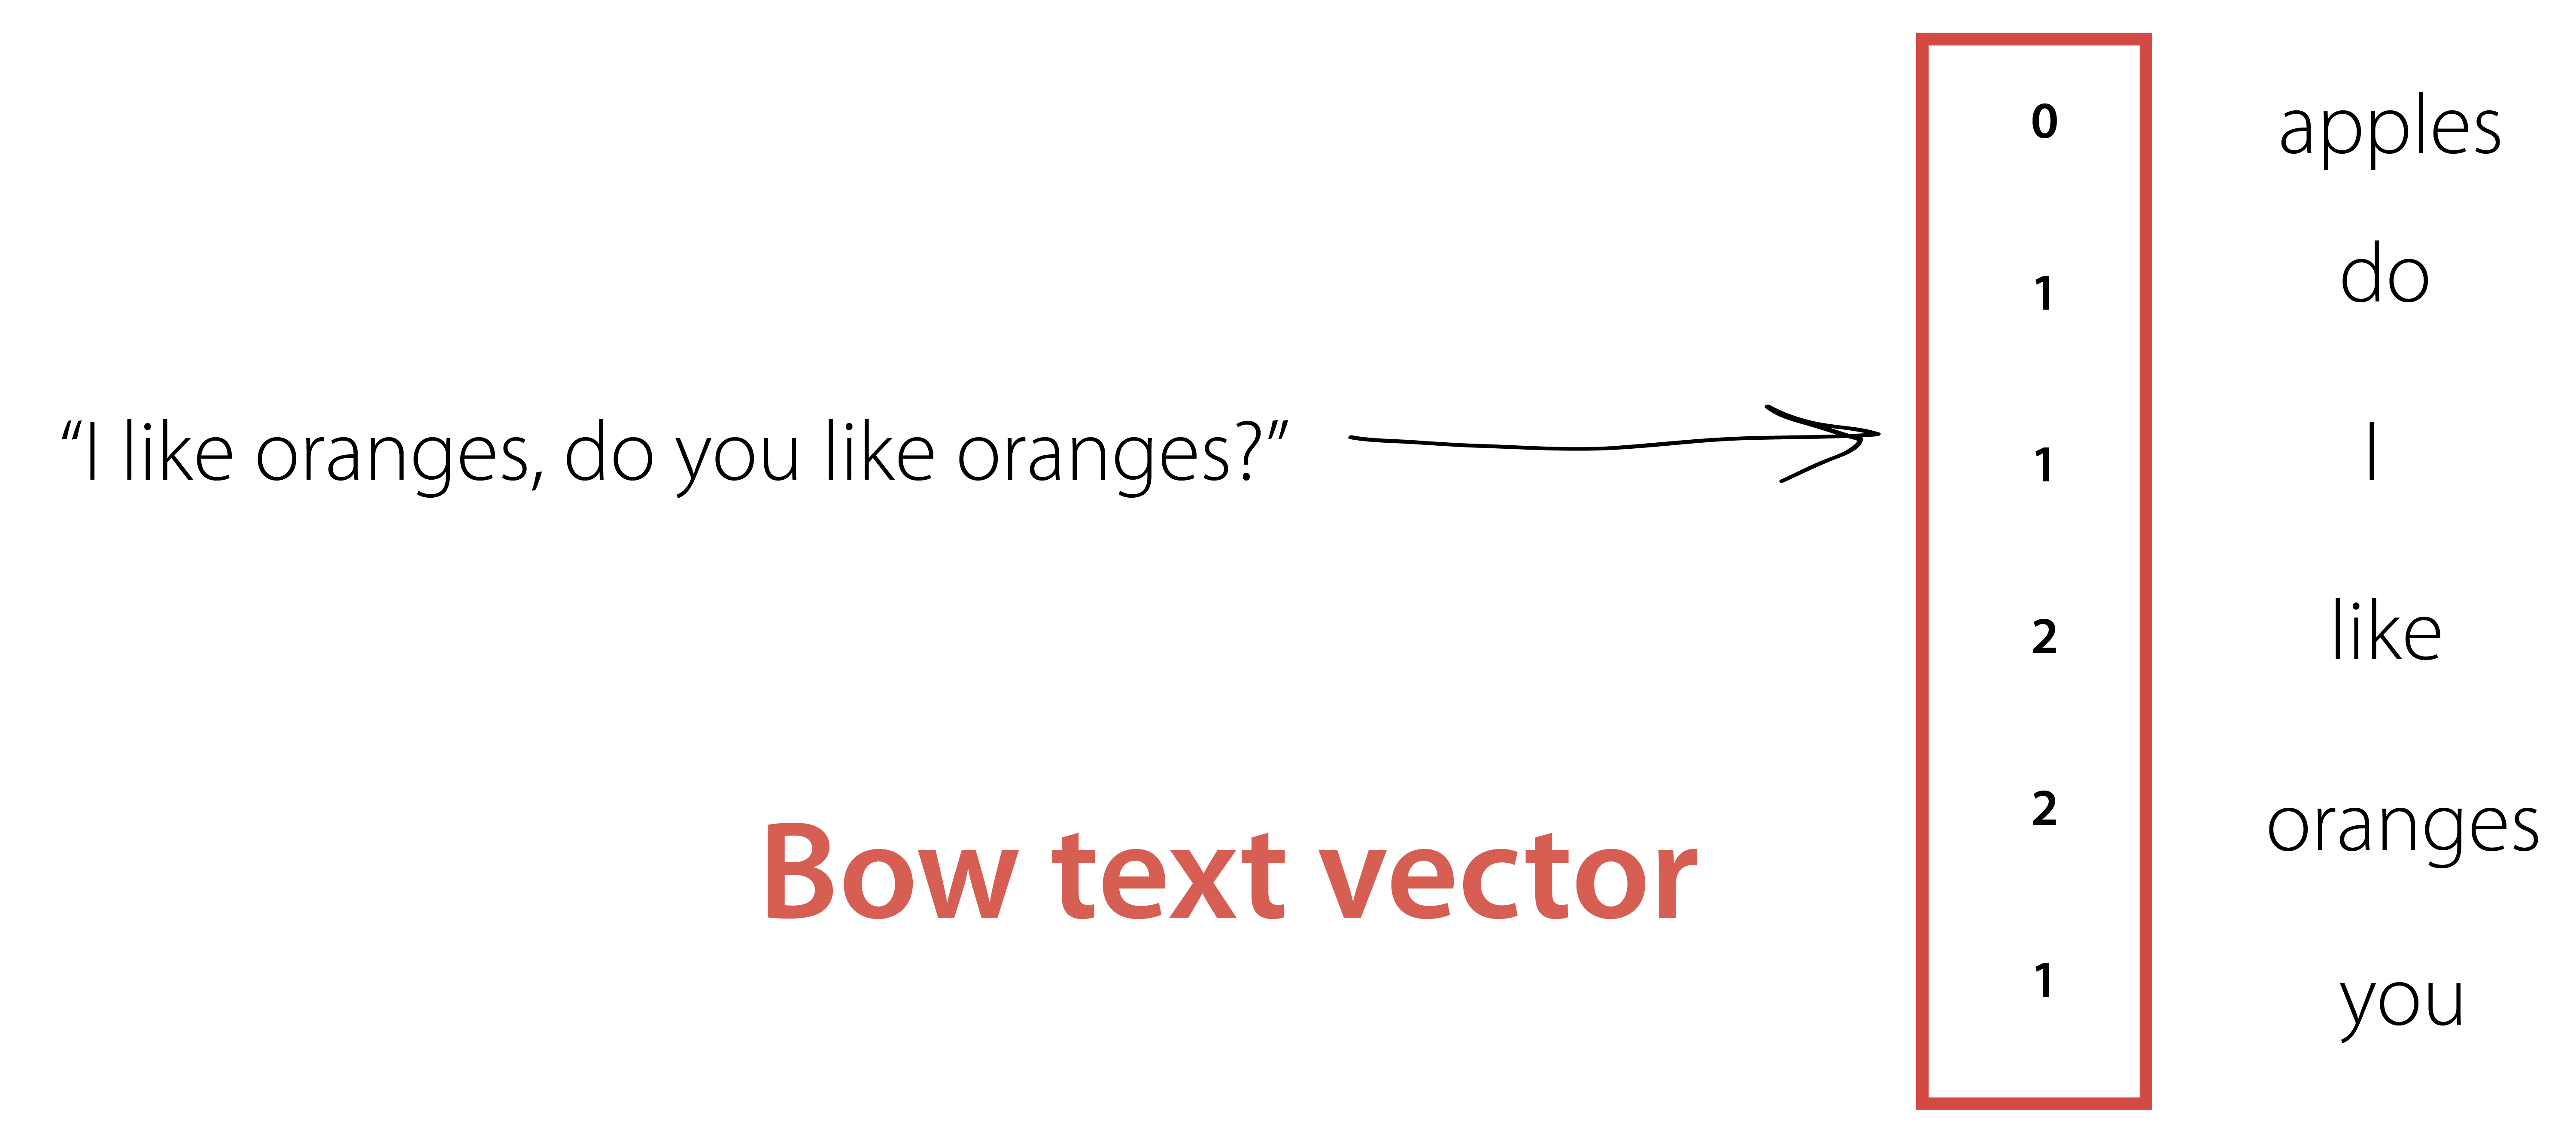 0 apples
1 do
“I like oranges, do you like oranges?” 1 I
2 like
2 oranges
Bow text vector
1 you